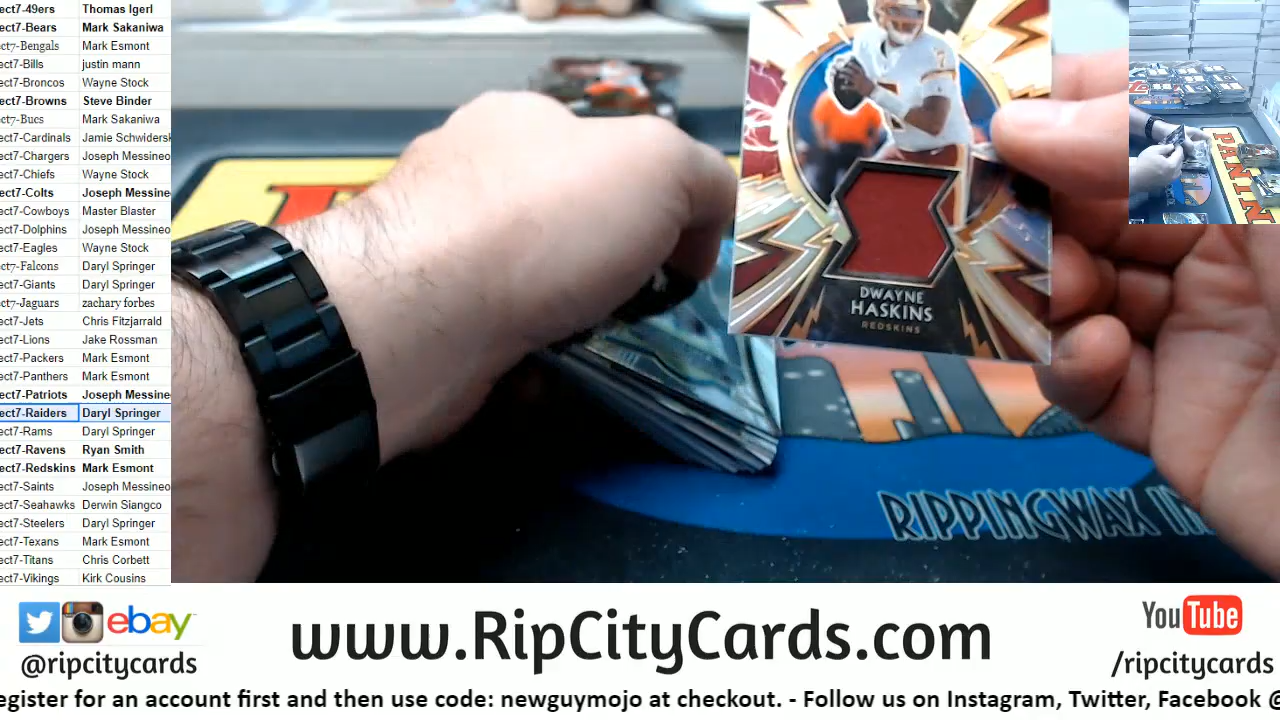 ect7-49ers Thomas Igerl
ect7-Bears Mark Sakaniwa
ect7-Bengals Mark Esmont
ect7-Bills justin mann
ect7-Broncos Wayne Stock
ect7-Browns Steve Binder
ect7-Bucs Mark Sakaniwa
ect7-Cardinals Jamie Schwidersk
ect7-Chargers Joseph Messineo
ect7-Chiefs Wayne Stock
ect7-Colts Joseph Messine
ect7-Cowboys Master Blaster
ect7-Dolphins Joseph Messineo
ect7-Eagles Wayne Stock
ect7-Falcons Daryl Springer
ect7-Giants Daryl Springer
ect7-Jaguars zachary forbes
ect7-Jets Chris Fitzjarrald
ect7-Lions Jake Rossman
ect7-Packers Mark Esmont
ect7-Panthers Mark Esmont
ect7-Patriots Joseph Messine
ect7-Raiders Daryl Springer
ect7-Rams Daryl Springer
ect7-Ravens Ryan Smith
ect7-Redskins Mark Esmont
ect7-Saints Joseph Messineo
ect7-Seahawks Derwin Siangco
ect7-Steelers Daryl Springer
ect7-Texans Mark Esmont
ect7-Titans Chris Corbett
ect7-Vikings Kirk Cousins
DWAYNE
HASKINS
REDSKINS
PANINI
RIPPINGWAX IN
ebay
@ripcitycards
www.RipCityCards.com
YouTube
/ripcitycards
egister for an account first and then use code: newguymojo at checkout. - Follow us on Instagram, Twitter, Facebook @